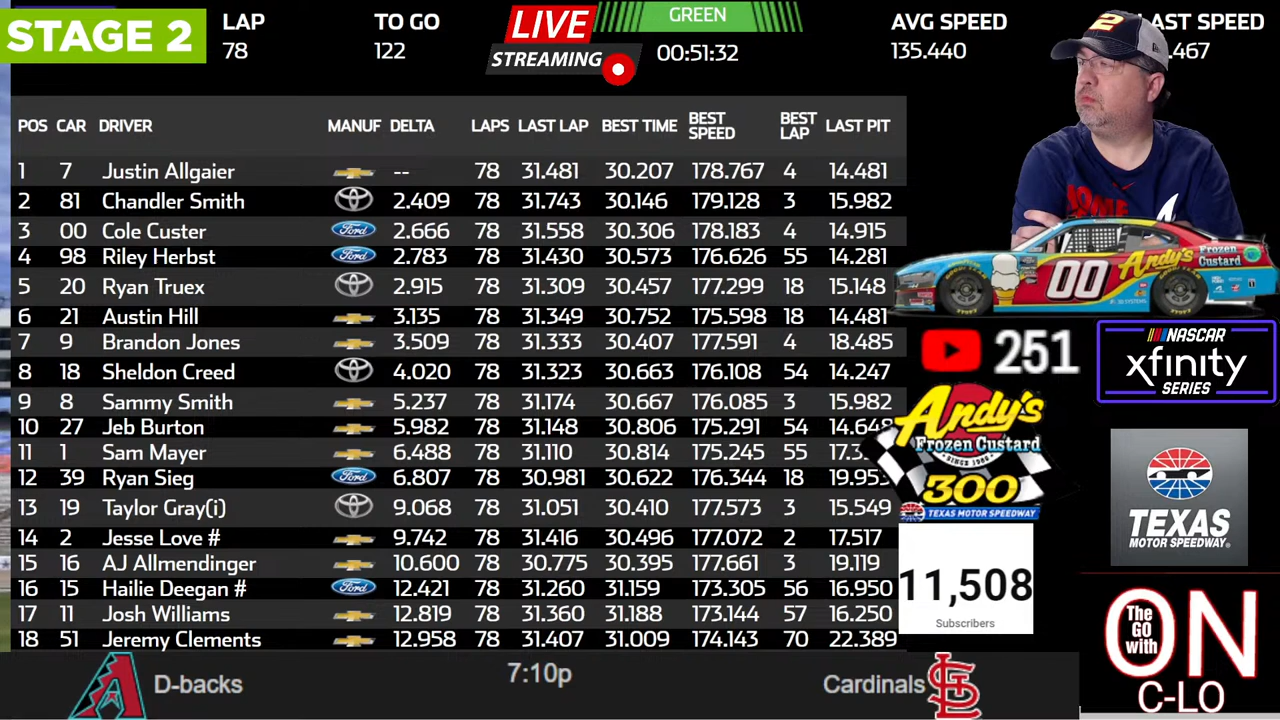 STAGE 2
LAP
78
TO GO
122
LIVE
STREAMING
GREEN
00:51:32
AVG SPEED
135.440
AST SPEED
.467
2
POS CAR DRIVER MANUF DELTA LAPS LAST LAP BEST TIME BEST SPEED BEST LAP LAST PIT
1 7 Justin Allgaier -- 78 31.481 30.207 178.767 4 14.481
2 81 Chandler Smith 2.409 78 31.743 30.146 179.128 3 15.982
3 00 Cole Custer Ford 2.666 78 31.558 30.306 178.183 4 14.915
4 98 Riley Herbst Ford 2.783 78 31.430 30.573 176.626 55 14.281
5 20 Ryan Truex 2.915 78 31.309 30.457 177.299 18 15.148
6 21 Austin Hill 3.135 78 31.349 30.752 175.598 18 14.481
7 9 Brandon Jones 3.509 78 31.333 30.407 177.591 4 18.485
8 18 Sheldon Creed 4.020 78 31.323 30.663 176.108 54 14.247
9 8 Sammy Smith 5.237 78 31.174 30.667 176.085 3 15.982
10 27 Jeb Burton 5.982 78 31.148 30.806 175.291 54 14.648
11 1 Sam Mayer 6.488 78 31.110 30.814 175.245 55 17.3
12 39 Ryan Sieg Ford 6.807 78 30.981 30.622 176.344 18 19.953
13 19 Taylor Gray(i) 9.068 78 31.051 30.410 177.573 3 15.549
14 2 Jesse Love # 9.742 78 31.416 30.496 177.072 2 17.517
15 16 AJ Allmendinger 10.600 78 30.775 30.395 177.661 3 19.119
16 15 Hailie Deegan # Ford 12.421 78 31.260 31.159 173.305 56 16.950
17 11 Josh Williams 12.819 78 31.360 31.188 173.144 57 16.250
18 51 Jeremy Clements 12.958 78 31.407 31.009 174.143 70 22.389
00
Andy's
Frozen
Custard
251
NASCAR
xfinity
SERIES
Andy's
Frozen Custard
SINCE 1986
300
TEXAS MOTOR SPEEDWAY
TEXAS
MOTOR SPEEDWAY
11,508
Subscribers
The
GO
with
ON
C-LO
D-backs
7:10p
Cardinals